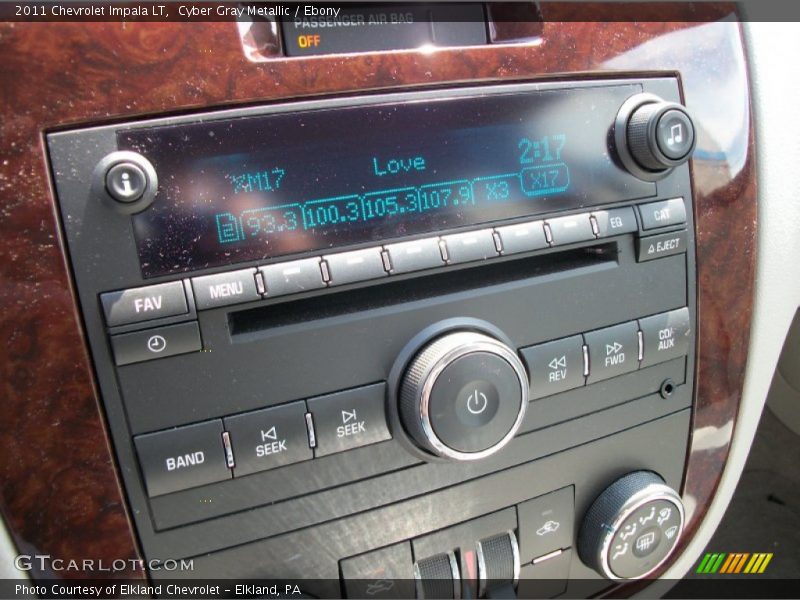 2011 Chevrolet Impala LT,  Cyber Gray Metallic / Ebony
PASSENGER AIR BAG
OFF
XM17 Love 2:17
93.3 100.3 105.3 107.9 X3 X17
i
FAV MENU EQ CAT
EJECT
BAND SEEK SEEK REV FWD CD/
AUX
GTCARLOT.COM
Photo Courtesy of Elkland Chevrolet - Elkland, PA